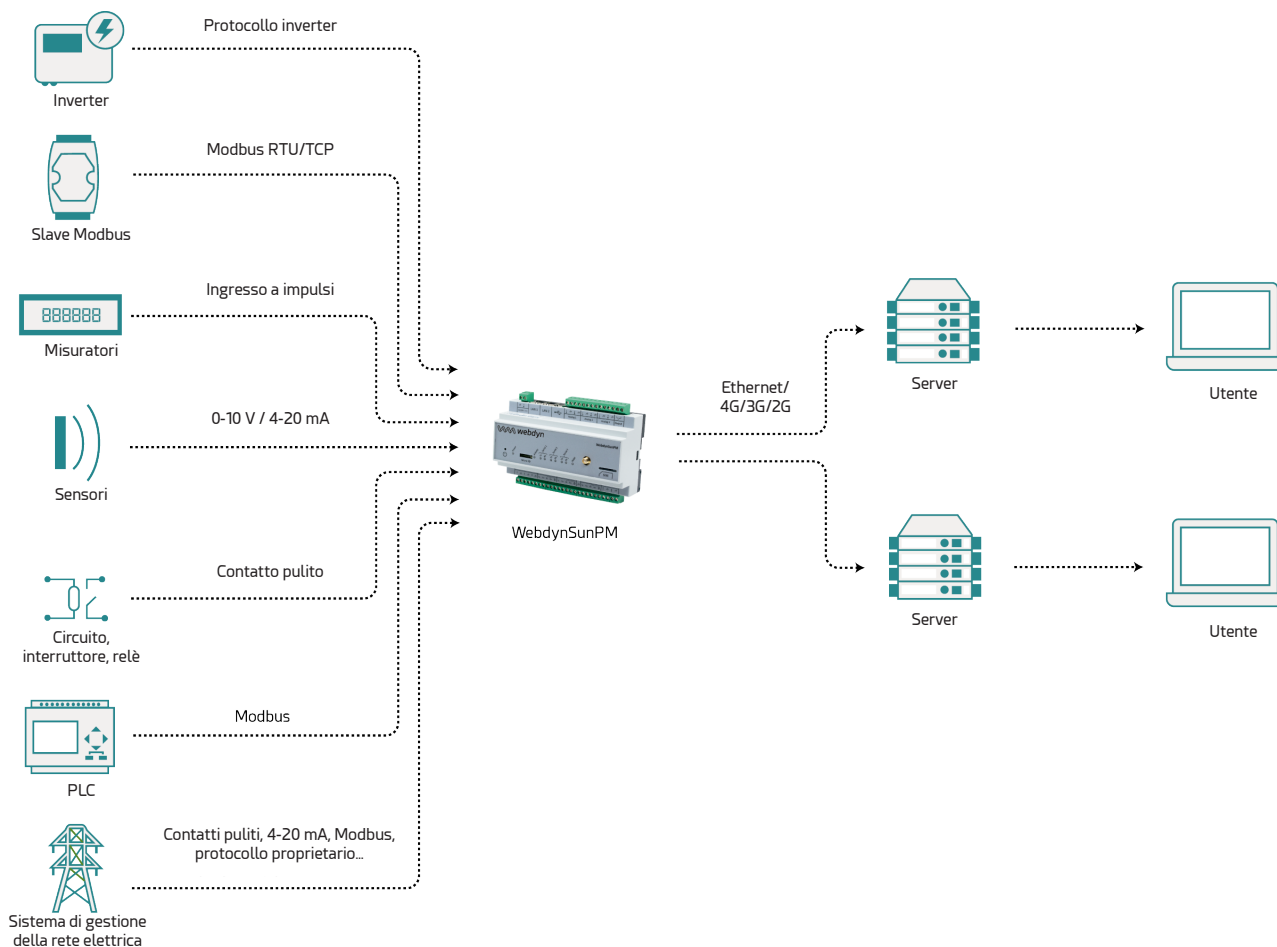 Protocollo inverter
Inverter
Modbus RTU/TCP
Slave Modbus
Ingresso a impulsi
888888
Misuratori
0-10 V / 4-20 mA
Sensori
Contatto pulito
Circuito,
interruttore, relè
Modbus
PLC
Contatti puliti, 4-20 mA, Modbus,
protocollo proprietario...
Sistema di gestione
della rete elettrica
webdyn
WebdynSunPM
Ethernet/
4G/3G/2G
Server
Utente
Server
Utente